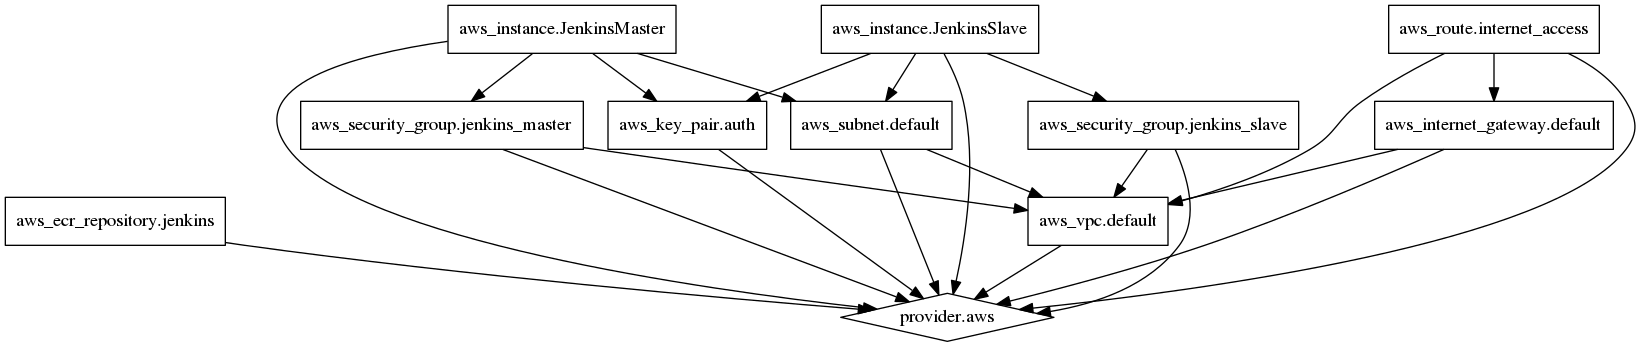 aws_instance.JenkinsMaster
aws_instance.JenkinsSlave
aws_route.internet_access
aws_security_group.jenkins_master
aws_key_pair.auth
aws_subnet.default
aws_security_group.jenkins_slave
aws_internet_gateway.default
aws_ecr_repository.jenkins
aws_vpc.default
provider.aws